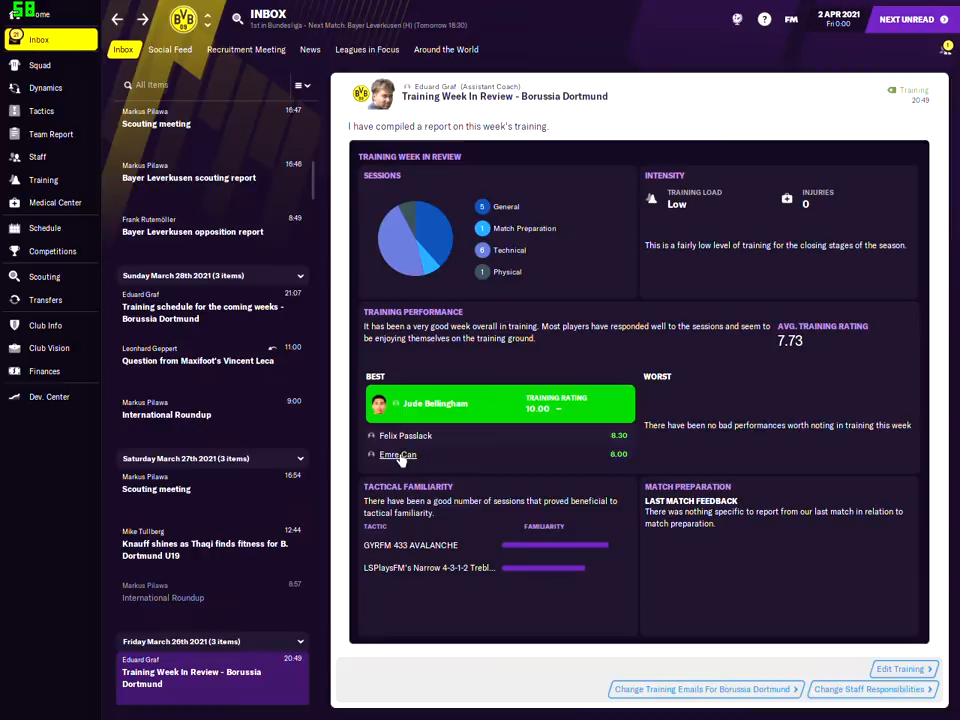 58
ome
Inbox
21
Squad
Dynamics
Tactics
Team Report
Staff
Training
Medical Center
Schedule
Competitions
Scouting
Transfers
Club Info
Club Vision
Finances
Dev. Center
BVB
09
INBOX
1st in Bundesliga - Next Match: Bayer Leverkusen (H) (Tomorrow 18:30)
?
FM
2 APR 2021
Fri 0:00
NEXT UNREAD
1
Inbox
Social Feed
Recruitment Meeting
News
Leagues in Focus
Around the World
All Items
Markus Pilawa 16:47
Scouting meeting
Markus Pilawa 16:46
Bayer Leverkusen scouting report
Frank Rutemöller 8:49
Bayer Leverkusen opposition report
Sunday March 28th 2021 (3 items)
Eduard Graf 21:07
Training schedule for the coming weeks -
Borussia Dortmund
Leonhard Geppert 11:00
Question from Maxifoot's Vincent Leca
Markus Pilawa 9:00
International Roundup
Saturday March 27th 2021 (3 items)
Markus Pilawa 16:54
Scouting meeting
Mike Tullberg 12:44
Knauff shines as Thaqi finds fitness for B.
Dortmund U19
Markus Pilawa 8:57
International Roundup
Friday March 26th 2021 (3 items)
Eduard Graf 20:49
Training Week In Review - Borussia
Dortmund
BVB
Eduard Graf (Assistant Coach)
Training Week In Review - Borussia Dortmund
Training
20:49
I have compiled a report on this week's training.
TRAINING WEEK IN REVIEW
SESSIONS
5 General
1 Match Preparation
6 Technical
1 Physical
INTENSITY
TRAINING LOAD
Low
INJURIES
0
This is a fairly low level of training for the closing stages of the season.
TRAINING PERFORMANCE
It has been a very good week overall in training. Most players have responded well to the sessions and seem to
be enjoying themselves on the training ground.
AVG. TRAINING RATING
7.73
BEST
Jude Bellingham
TRAINING RATING
10.00 –
Felix Passlack 8.30
Emre Can 8.00
WORST
There have been no bad performances worth noting in training this week
TACTICAL FAMILIARITY
There have been a good number of sessions that proved beneficial to
tactical familiarity.
TACTIC FAMILIARITY
GYRFM 433 AVALANCHE
LSPlaysFM's Narrow 4-3-1-2 Trebl...
MATCH PREPARATION
LAST MATCH FEEDBACK
There was nothing specific to report from our last match in relation to
match preparation.
Edit Training
Change Training Emails For Borussia Dortmund
Change Staff Responsibilities